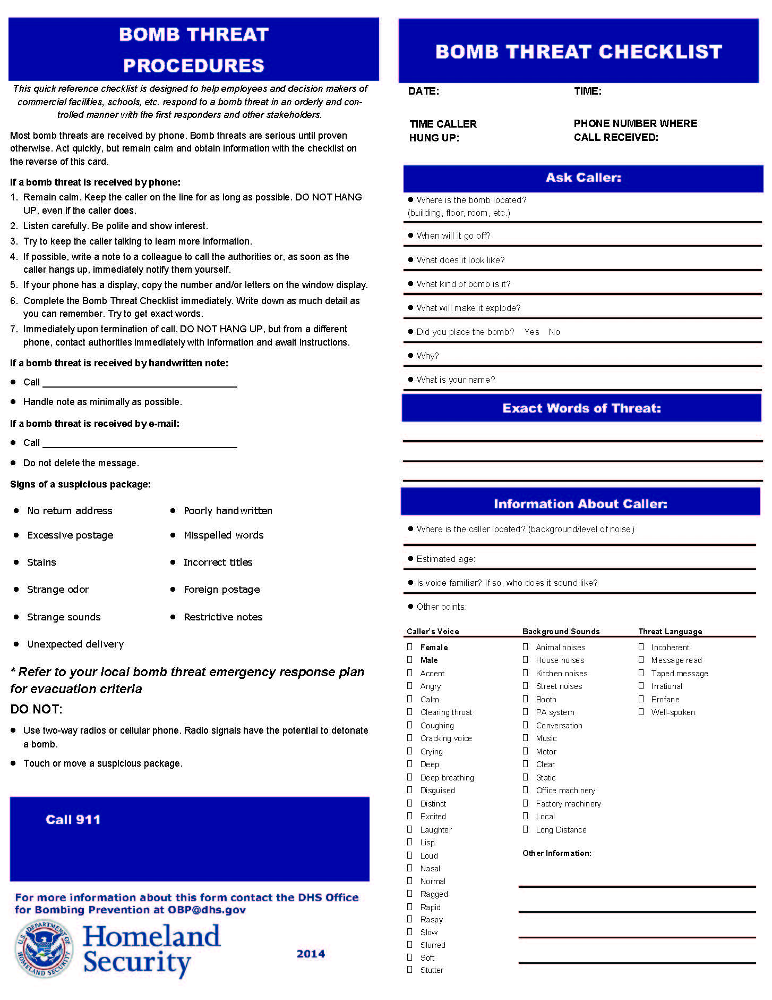 BOMB THREAT
PROCEDURES
This quick reference checklist is designed to help employees and decision makers of
commercial facilities, schools, etc. respond to a bomb threat in an orderly and con-
trolled manner with the first responders and other stakeholders.
Most bomb threats are received by phone. Bomb threats are serious until proven
otherwise. Act quickly, but remain calm and obtain information with the checklist on
the reverse of this card.
If a bomb threat is received by phone:
1. Remain calm. Keep the caller on the line for as long as possible. DO NOT HANG
UP, even if the caller does.
2. Listen carefully. Be polite and show interest.
3. Try to keep the caller talking to learn more information.
4. If possible, write a note to a colleague to call the authorities or, as soon as the
caller hangs up, immediately notify them yourself.
5. If your phone has a display, copy the number and/or letters on the window display.
6. Complete the Bomb Threat Checklist immediately. Write down as much detail as
you can remember. Try to get exact words.
7. Immediately upon termination of call, DO NOT HANG UP, but from a different
phone, contact authorities immediately with information and await instructions.
If a bomb threat is received by handwritten note:
● Call
● Handle note as minimally as possible.
If a bomb threat is received by e-mail:
● Call
● Do not delete the message.
Signs of a suspicious package:
● No return address
● Excessive postage
● Stains
● Strange odor
● Strange sounds
● Unexpected delivery
● Poorly handwritten
● Misspelled words
● Incorrect titles
● Foreign postage
● Restrictive notes
* Refer to your local bomb threat emergency response plan
for evacuation criteria
DO NOT:
● Use two-way radios or cellular phone. Radio signals have the potential to detonate
a bomb.
● Touch or move a suspicious package.
Call 911
For more information about this form contact the DHS Office
for Bombing Prevention at OBP@dhs.gov
U.S. DEPARTMENT OF
HOMELAND SECURITY
Homeland
Security
2014
BOMB THREAT CHECKLIST
DATE:
TIME:
TIME CALLER
HUNG UP:
PHONE NUMBER WHERE
CALL RECEIVED:
Ask Caller:
● Where is the bomb located?
(building, floor, room, etc.)
● When will it go off?
● What does it look like?
● What kind of bomb is it?
● What will make it explode?
● Did you place the bomb? Yes No
● Why?
● What is your name?
Exact Words of Threat:
Information About Caller:
● Where is the caller located? (background/level of noise)
● Estimated age:
● Is voice familiar? If so, who does it sound like?
● Other points:
Caller's Voice
Female
Male
Accent
Angry
Calm
Clearing throat
Coughing
Cracking voice
Crying
Deep
Deep breathing
Disguised
Distinct
Excited
Laughter
Lisp
Loud
Nasal
Normal
Ragged
Rapid
Raspy
Slow
Slurred
Soft
Stutter
Background Sounds
Animal noises
House noises
Kitchen noises
Street noises
Booth
PA system
Conversation
Music
Motor
Clear
Static
Office machinery
Factory machinery
Local
Long Distance
Other Information:
Threat Language
Incoherent
Message read
Taped message
Irrational
Profane
Well-spoken